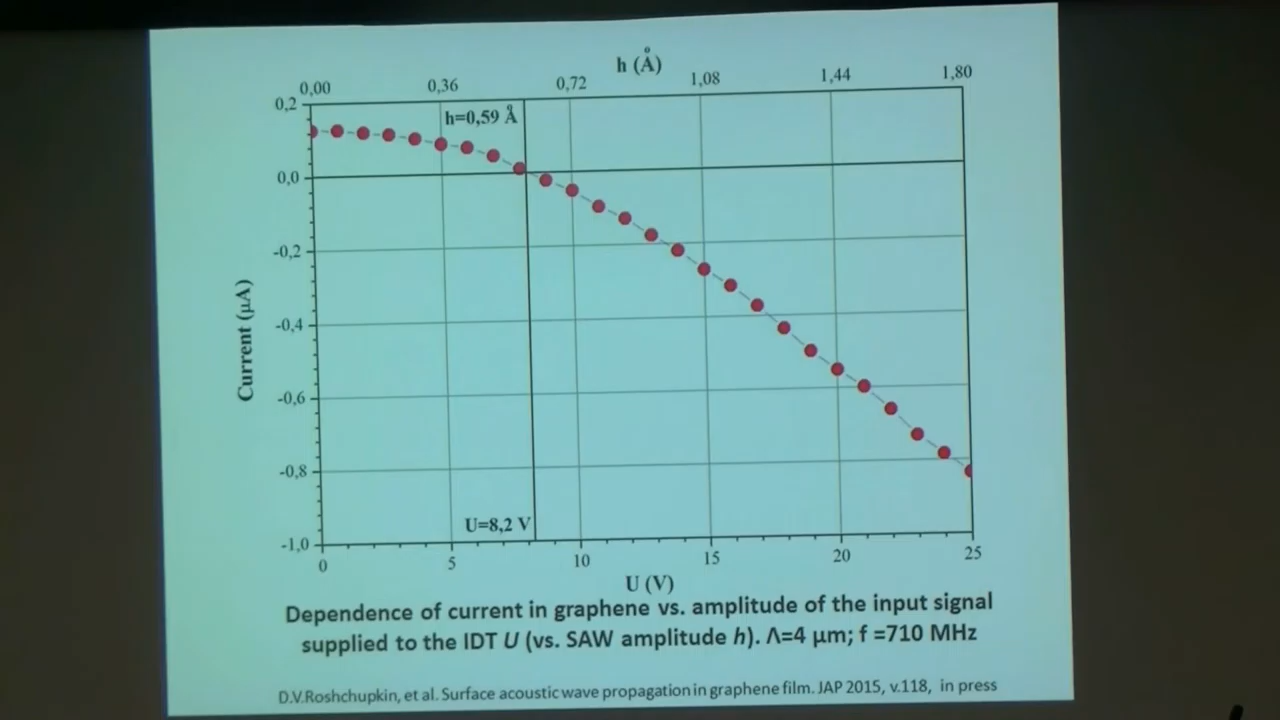 h (Å)
0,00 0,36 0,72 1,08 1,44 1,80
0,2
h=0,59 Å
0,0
-0,2
Current (µA)
-0,4
-0,6
-0,8
U=8,2 V
-1,0
0 5 10 15 20 25
U (V)
Dependence of current in graphene vs. amplitude of the input signal
supplied to the IDT U (vs. SAW amplitude h). Λ=4 µm; f =710 MHz
D.V.Roshchupkin, et al. Surface acoustic wave propagation in graphene film. JAP 2015, v.118, in press